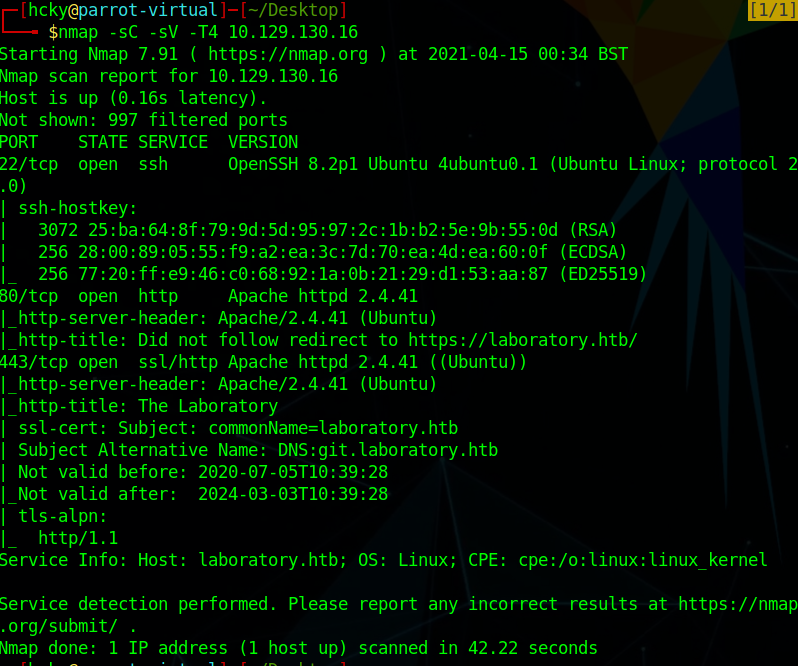 ┌─[hcky@parrot-virtual]─[~/Desktop] [1/1]
└──╼ $nmap -sC -sV -T4 10.129.130.16
Starting Nmap 7.91 ( https://nmap.org ) at 2021-04-15 00:34 BST
Nmap scan report for 10.129.130.16
Host is up (0.16s latency).
Not shown: 997 filtered ports
PORT    STATE SERVICE  VERSION
22/tcp  open  ssh      OpenSSH 8.2p1 Ubuntu 4ubuntu0.1 (Ubuntu Linux; protocol 2
.0)
| ssh-hostkey:
|   3072 25:ba:64:8f:79:9d:5d:95:97:2c:1b:b2:5e:9b:55:0d (RSA)
|   256 28:00:89:05:55:f9:a2:ea:3c:7d:70:ea:4d:ea:60:0f (ECDSA)
|_  256 77:20:ff:e9:46:c0:68:92:1a:0b:21:29:d1:53:aa:87 (ED25519)
80/tcp  open  http     Apache httpd 2.4.41
|_http-server-header: Apache/2.4.41 (Ubuntu)
|_http-title: Did not follow redirect to https://laboratory.htb/
443/tcp open  ssl/http Apache httpd 2.4.41 ((Ubuntu))
|_http-server-header: Apache/2.4.41 (Ubuntu)
|_http-title: The Laboratory
| ssl-cert: Subject: commonName=laboratory.htb
| Subject Alternative Name: DNS:git.laboratory.htb
| Not valid before: 2020-07-05T10:39:28
|_Not valid after:  2024-03-03T10:39:28
| tls-alpn:
|_  http/1.1
Service Info: Host: laboratory.htb; OS: Linux; CPE: cpe:/o:linux:linux_kernel

Service detection performed. Please report any incorrect results at https://nmap
.org/submit/ .
Nmap done: 1 IP address (1 host up) scanned in 42.22 seconds
┌─[hcky@parrot-virtual]─[~/Desktop]